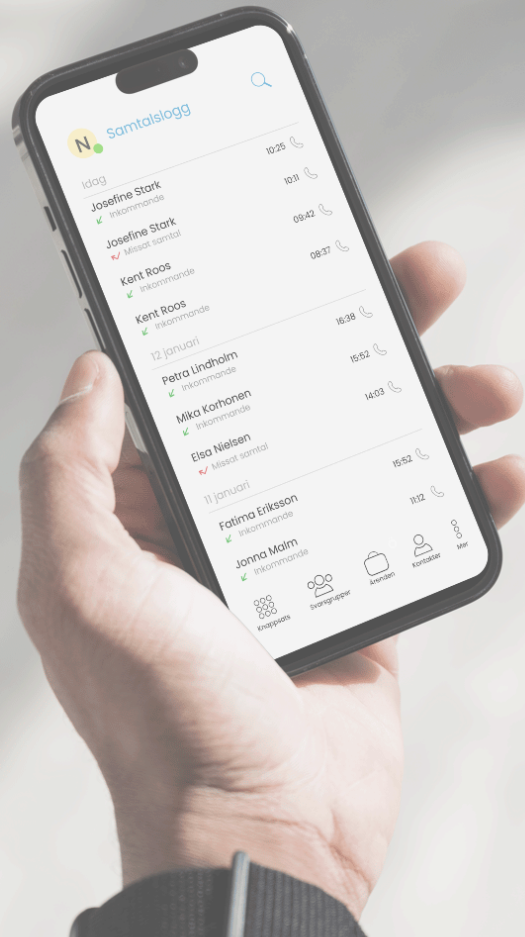 N
Samtalslogg
Idag
Josefine Stark
10:25
Inkommande
Josefine Stark
10:11
Missat samtal
Kent Roos
09:42
Inkommande
Kent Roos
08:37
Inkommande
12 januari
Petra Lindholm
16:38
Inkommande
Mika Korhonen
15:52
Inkommande
Elsa Nielsen
14:03
Missat samtal
11 januari
Fatima Eriksson
15:52
Inkommande
Jonna Malm
11:12
Inkommande
Knappsats
Svarsgrupper
Ärenden
Kontakter
Mer